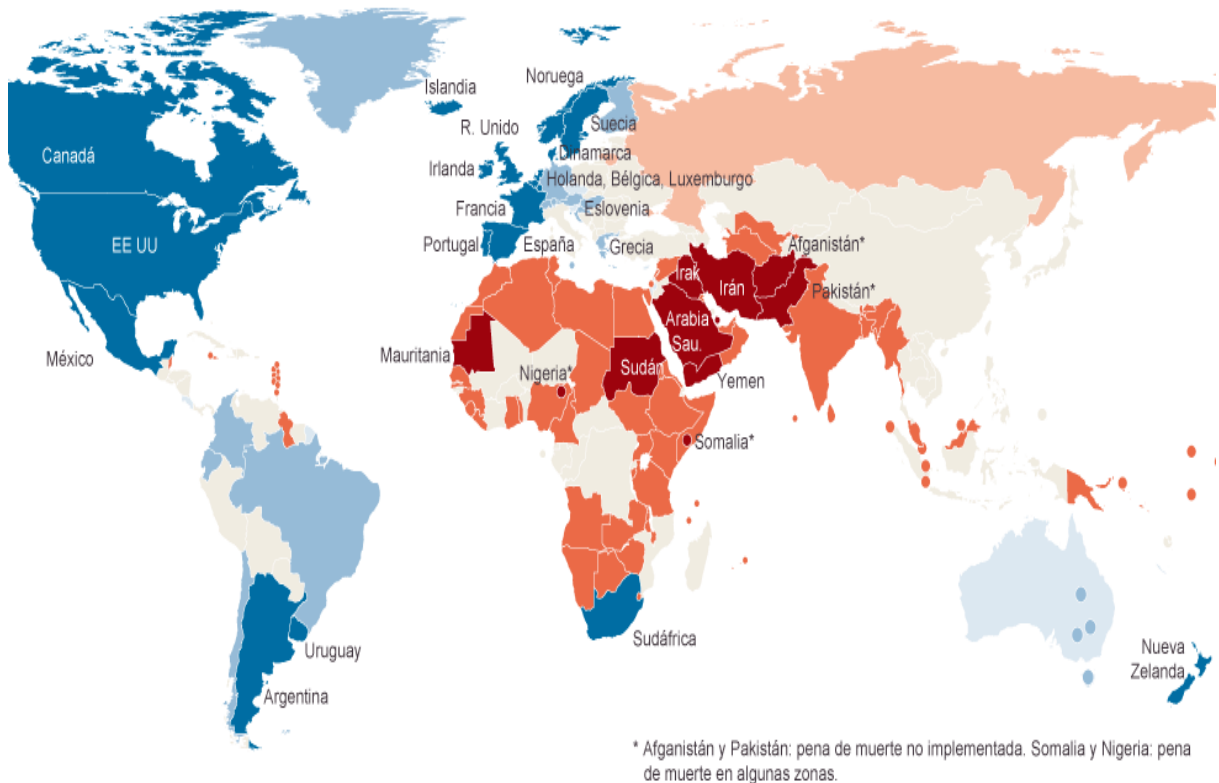 Islandia
Noruega
R. Unido
Suecia
Canadá
Irlanda
Dinamarca
Holanda, Bélgica, Luxemburgo
Francia
Eslovenia
EE UU
Portugal
España
Grecia
Afganistán*
Irak
Irán
Pakistán*
México
Mauritania
Arabia
Sau.
Nigeria*
Sudán
Yemen
Somalia*
Sudáfrica
Uruguay
Argentina
Nueva
Zelanda
* Afganistán y Pakistán: pena de muerte no implementada. Somalia y Nigeria: pena
de muerte en algunas zonas.